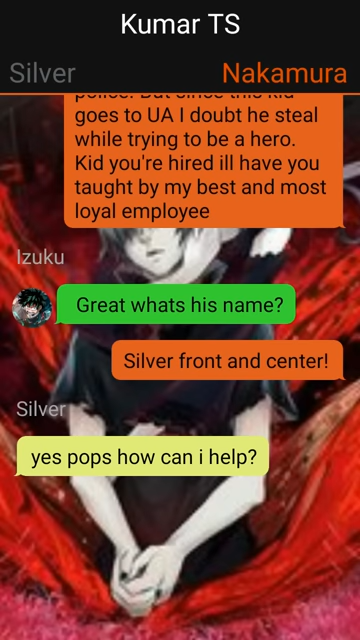 Kumar TS
Silver
Nakamura
police. But since this kid
goes to UA I doubt he steal
while trying to be a hero.
Kid you're hired ill have you
taught by my best and most
loyal employee
Izuku
Great whats his name?
Silver front and center!
Silver
yes pops how can i help?